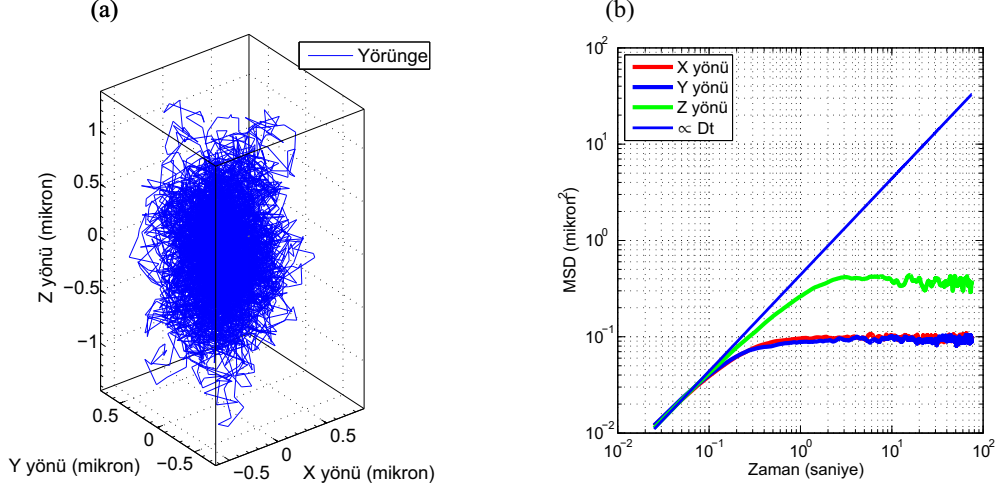 (a)
Yörünge
1
0.5
0
−0.5
−1
Z yönü (mikron)
0.5
0
−0.5
Y yönü (mikron)
−0.5
0
0.5
X yönü (mikron)
(b)
10^2
10^1
10^0
10^−1
10^−2
MSD (mikron^2)
X yönü
Y yönü
Z yönü
∝ Dt
10^−2
10^−1
10^0
10^1
10^2
Zaman (saniye)